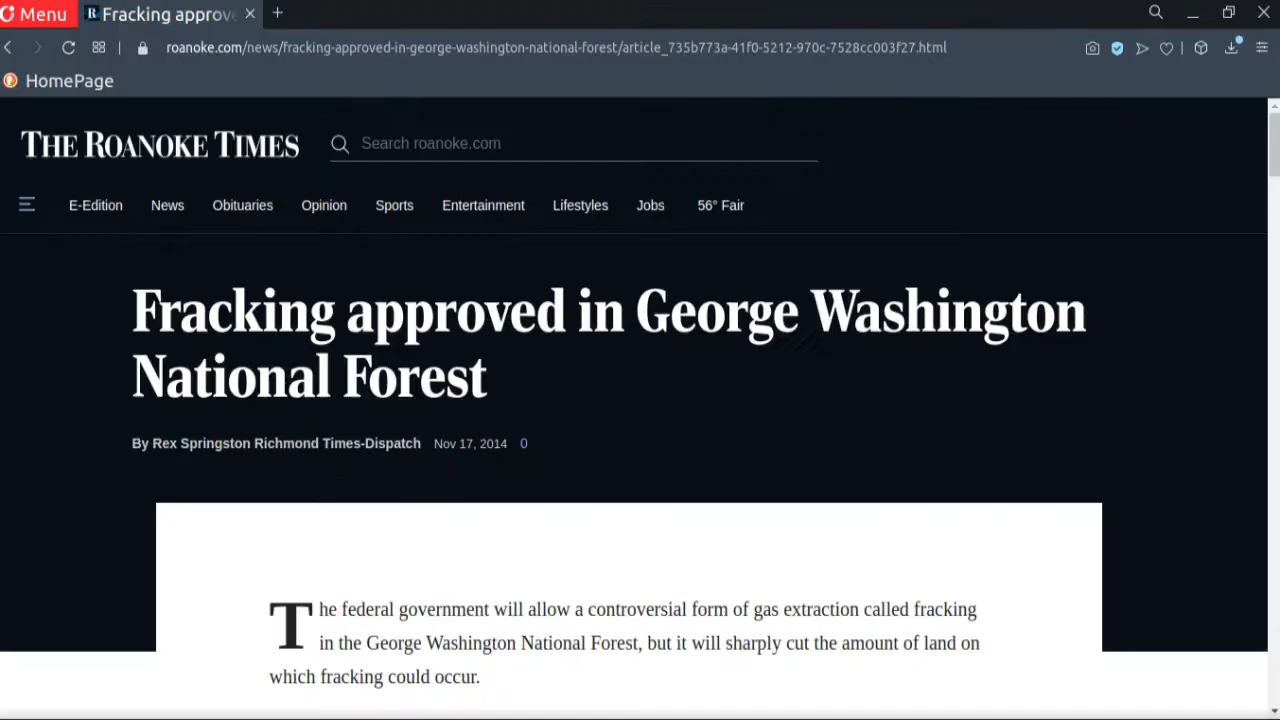 Menu
Fracking approve
roanoke.com/news/fracking-approved-in-george-washington-national-forest/article_735b773a-41f0-5212-970c-7528cc003f27.html
HomePage
THE ROANOKE TIMES
Search roanoke.com
E-Edition News Obituaries Opinion Sports Entertainment Lifestyles Jobs 56° Fair
Fracking approved in George Washington
National Forest
By Rex Springston Richmond Times-Dispatch Nov 17, 2014 0
The federal government will allow a controversial form of gas extraction called fracking
in the George Washington National Forest, but it will sharply cut the amount of land on
which fracking could occur.